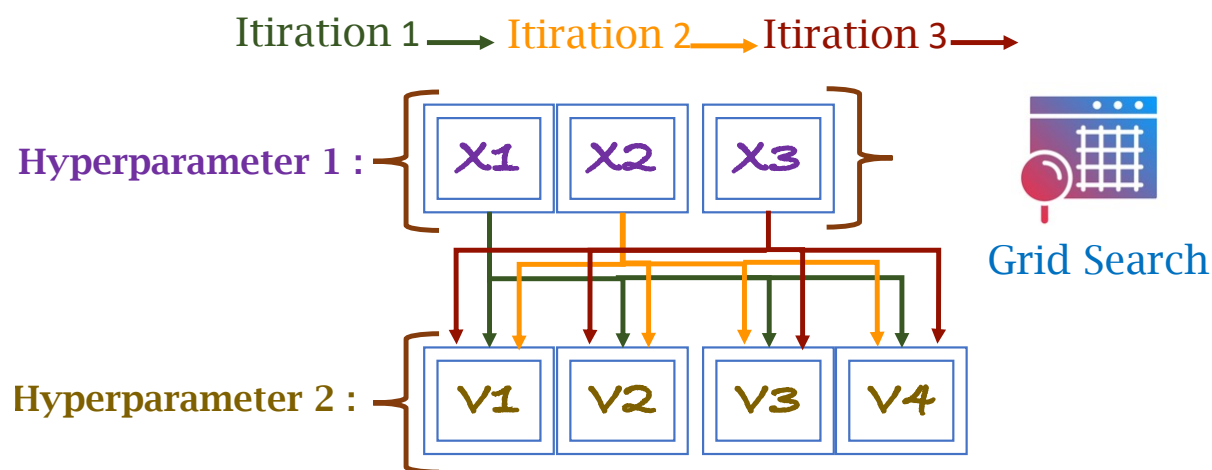 Itiration 1 Itiration 2 Itiration 3
Hyperparameter 1 : X1 X2 X3
Grid Search
Hyperparameter 2 : V1 V2 V3 V4